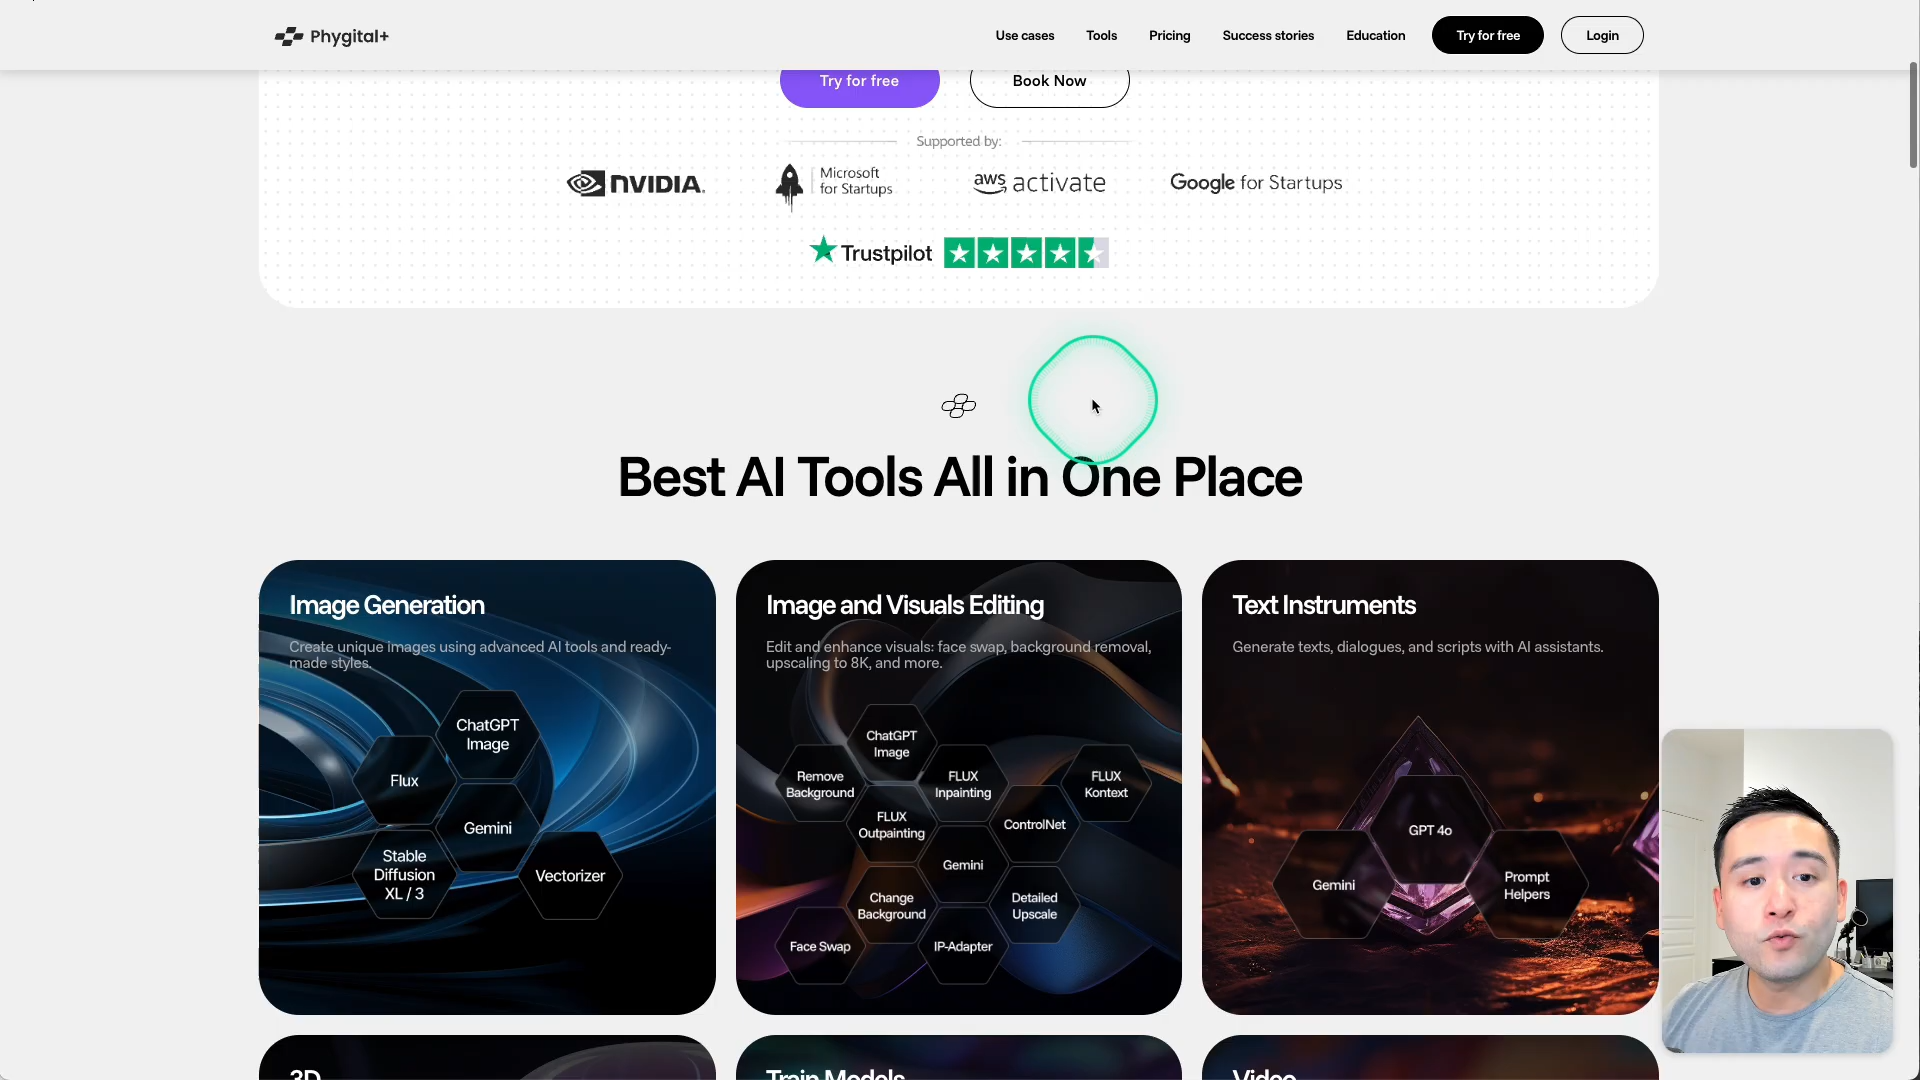 Phygital+
Use cases
Tools
Pricing
Success stories
Education
Try for free
Login
Try for free
Book Now
Supported by:
NVIDIA.
Microsoft
for Startups
aws activate
Google for Startups
Trustpilot
Best AI Tools All in One Place
Image Generation
Create unique images using advanced AI tools and ready-
made styles.
ChatGPT
Image
Flux
Gemini
Stable
Diffusion
XL / 3
Vectorizer
Image and Visuals Editing
Edit and enhance visuals: face swap, background removal,
upscaling to 8K, and more.
ChatGPT
Image
Remove
Background
FLUX
Inpainting
FLUX
Kontext
FLUX
Outpainting
ControlNet
Gemini
Change
Background
Detailed
Upscale
Face Swap
IP-Adapter
Text Instruments
Generate texts, dialogues, and scripts with AI assistants.
GPT 4o
Gemini
Prompt
Helpers
3D
Train Models
Video